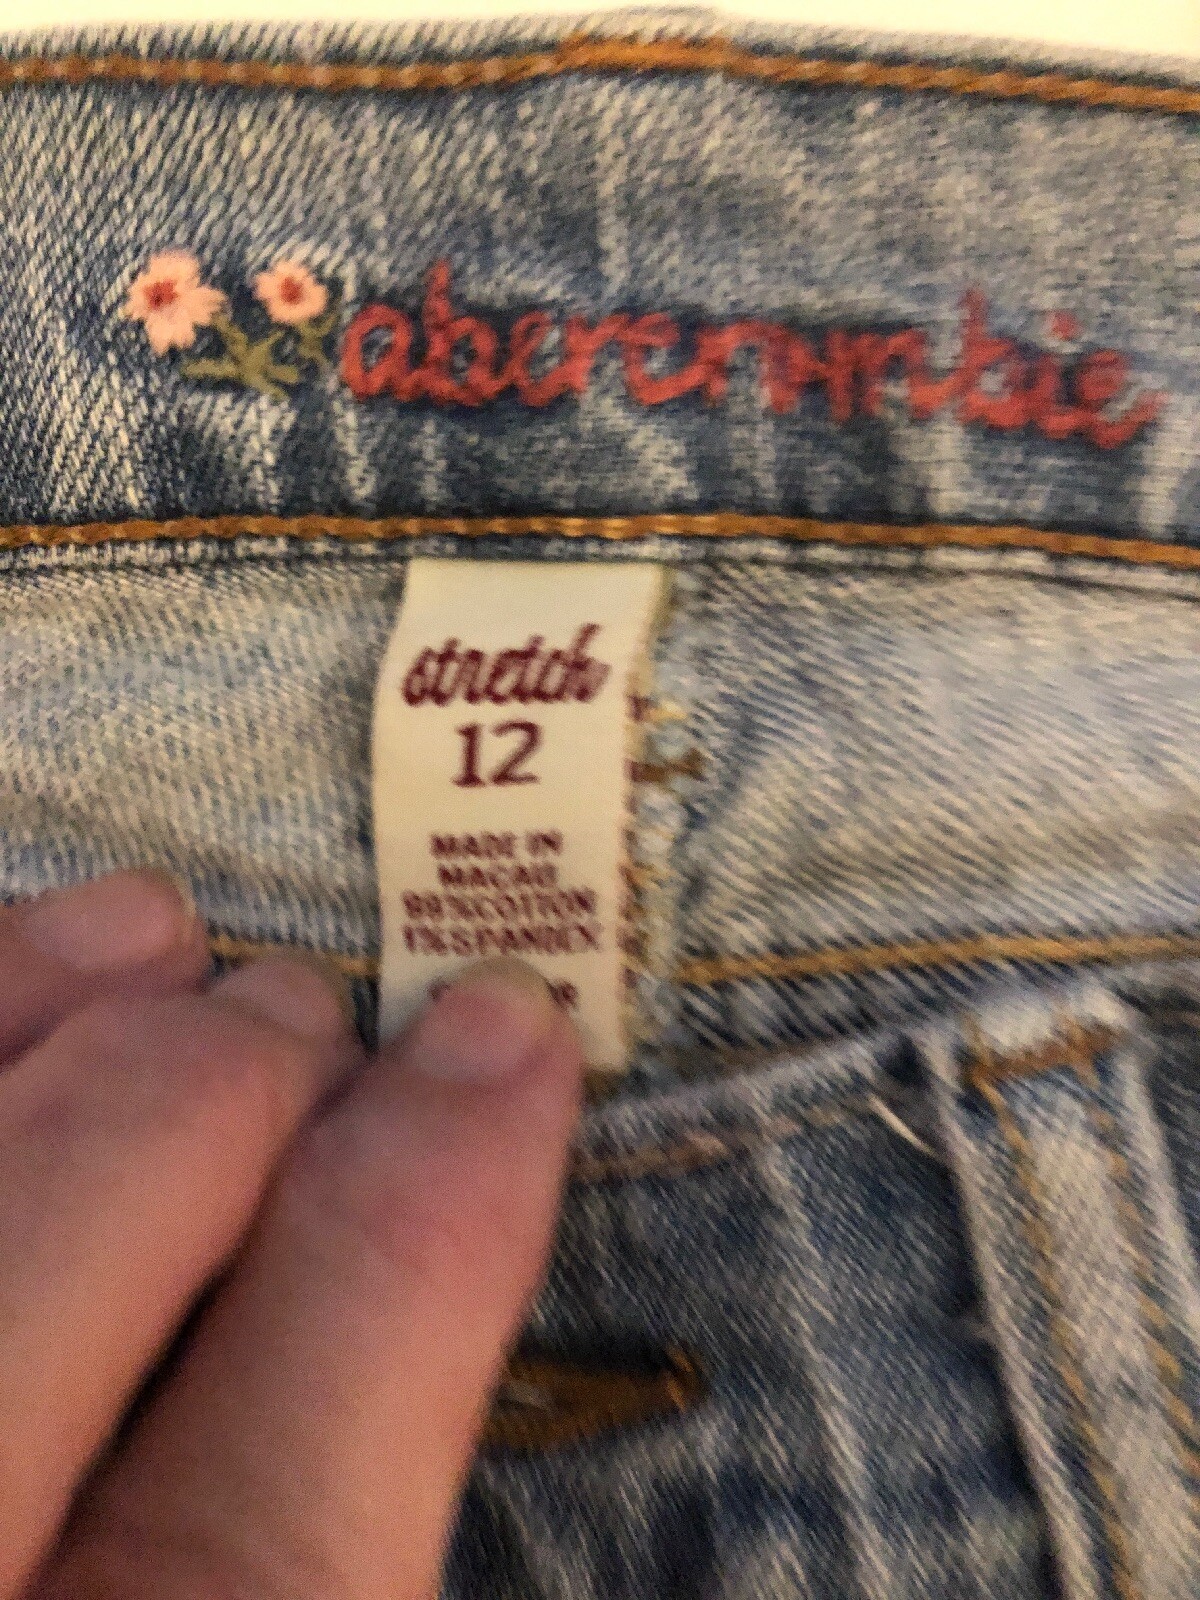 abercrombie
stretch
12
MADE IN
MACAU
99%COTTON
1%SPANDEX